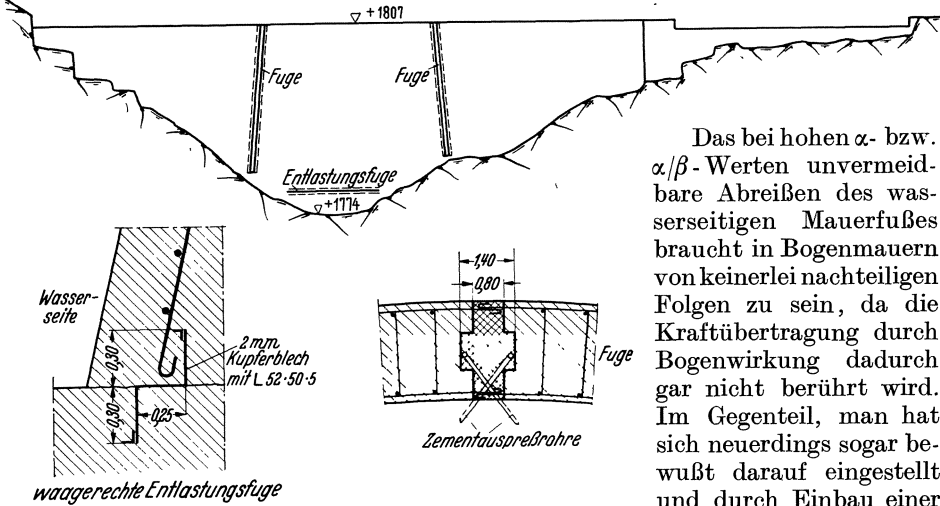 +1807
Fuge
Fuge
Entlastungsfuge
+1774
Wasser-
seite
0,30
0,30
0,25
2 mm
Kupferblech
mit L 52·50·5
waagerechte Entlastungsfuge
1,40
0,80
Fuge
Zementauspreßrohre
Das bei hohen α- bzw.
α/β-Werten unvermeid-
bare Abreißen des was-
serseitigen Mauerfußes
braucht in Bogenmauern
von keinerlei nachteiligen
Folgen zu sein, da die
Kraftübertragung durch
Bogenwirkung dadurch
gar nicht berührt wird.
Im Gegenteil, man hat
sich neuerdings sogar be-
wußt darauf eingestellt
und durch Einbau einer